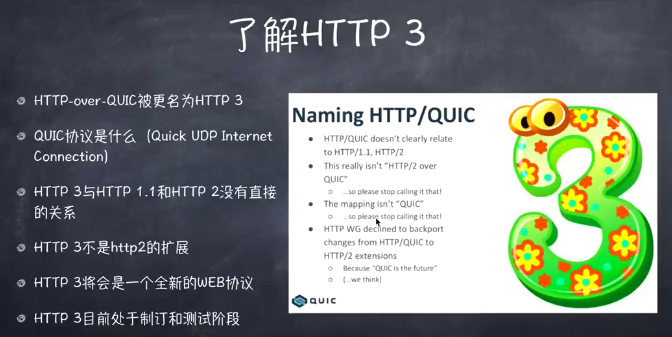 了解HTTP 3
HTTP-over-QUIC被更名为HTTP 3
QUIC协议是什么（Quick UDP Internet
Connection)
HTTP 3与HTTP 1.1和HTTP 2没有直接
的关系
HTTP 3不是http2的扩展
HTTP 3将会是一个全新的WEB协议
HTTP 3目前处于制订和测试阶段
Naming HTTP/QUIC
HTTP/QUIC doesn't clearly relate
to HTTP/1.1, HTTP/2
This really isn't "HTTP/2 over
QUIC"
...so please stop calling it that!
The mapping isn't "QUIC"
...so please stop calling it that!
HTTP WG declined to backport
changes from HTTP/QUIC to
HTTP/2 extensions
Because "QUIC is the future"
(...we think)
QUIC